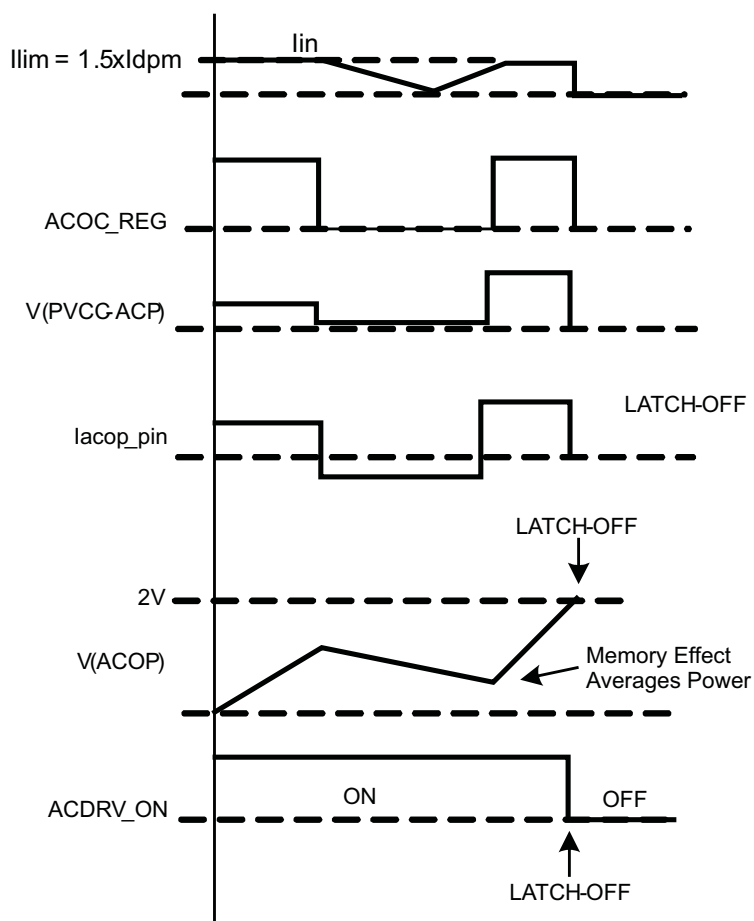 Iin
Ilim = 1.5xIdpm
ACOC_REG
V(PVCC-ACP)
LATCH-OFF
Iacop_pin
LATCH-OFF
2V
V(ACOP)
Memory Effect
Averages Power
ON
OFF
ACDRV_ON
LATCH-OFF